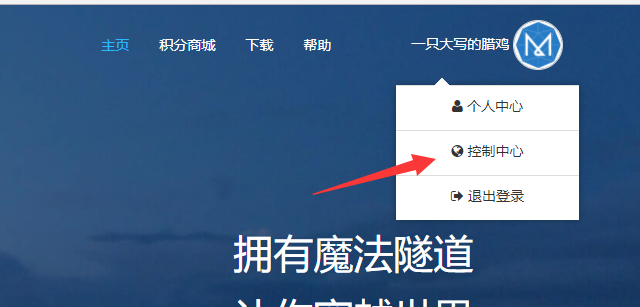 主页 积分商城 下载 帮助 一只大写的腊鸡
个人中心
控制中心
退出登录
拥有魔法隧道